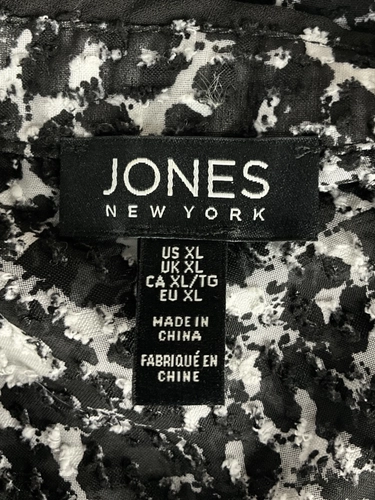 JONES
NEW YORK
US XL
UK XL
CA XL/TG
EU XL
MADE IN
CHINA
FABRIQUÉ EN
CHINE